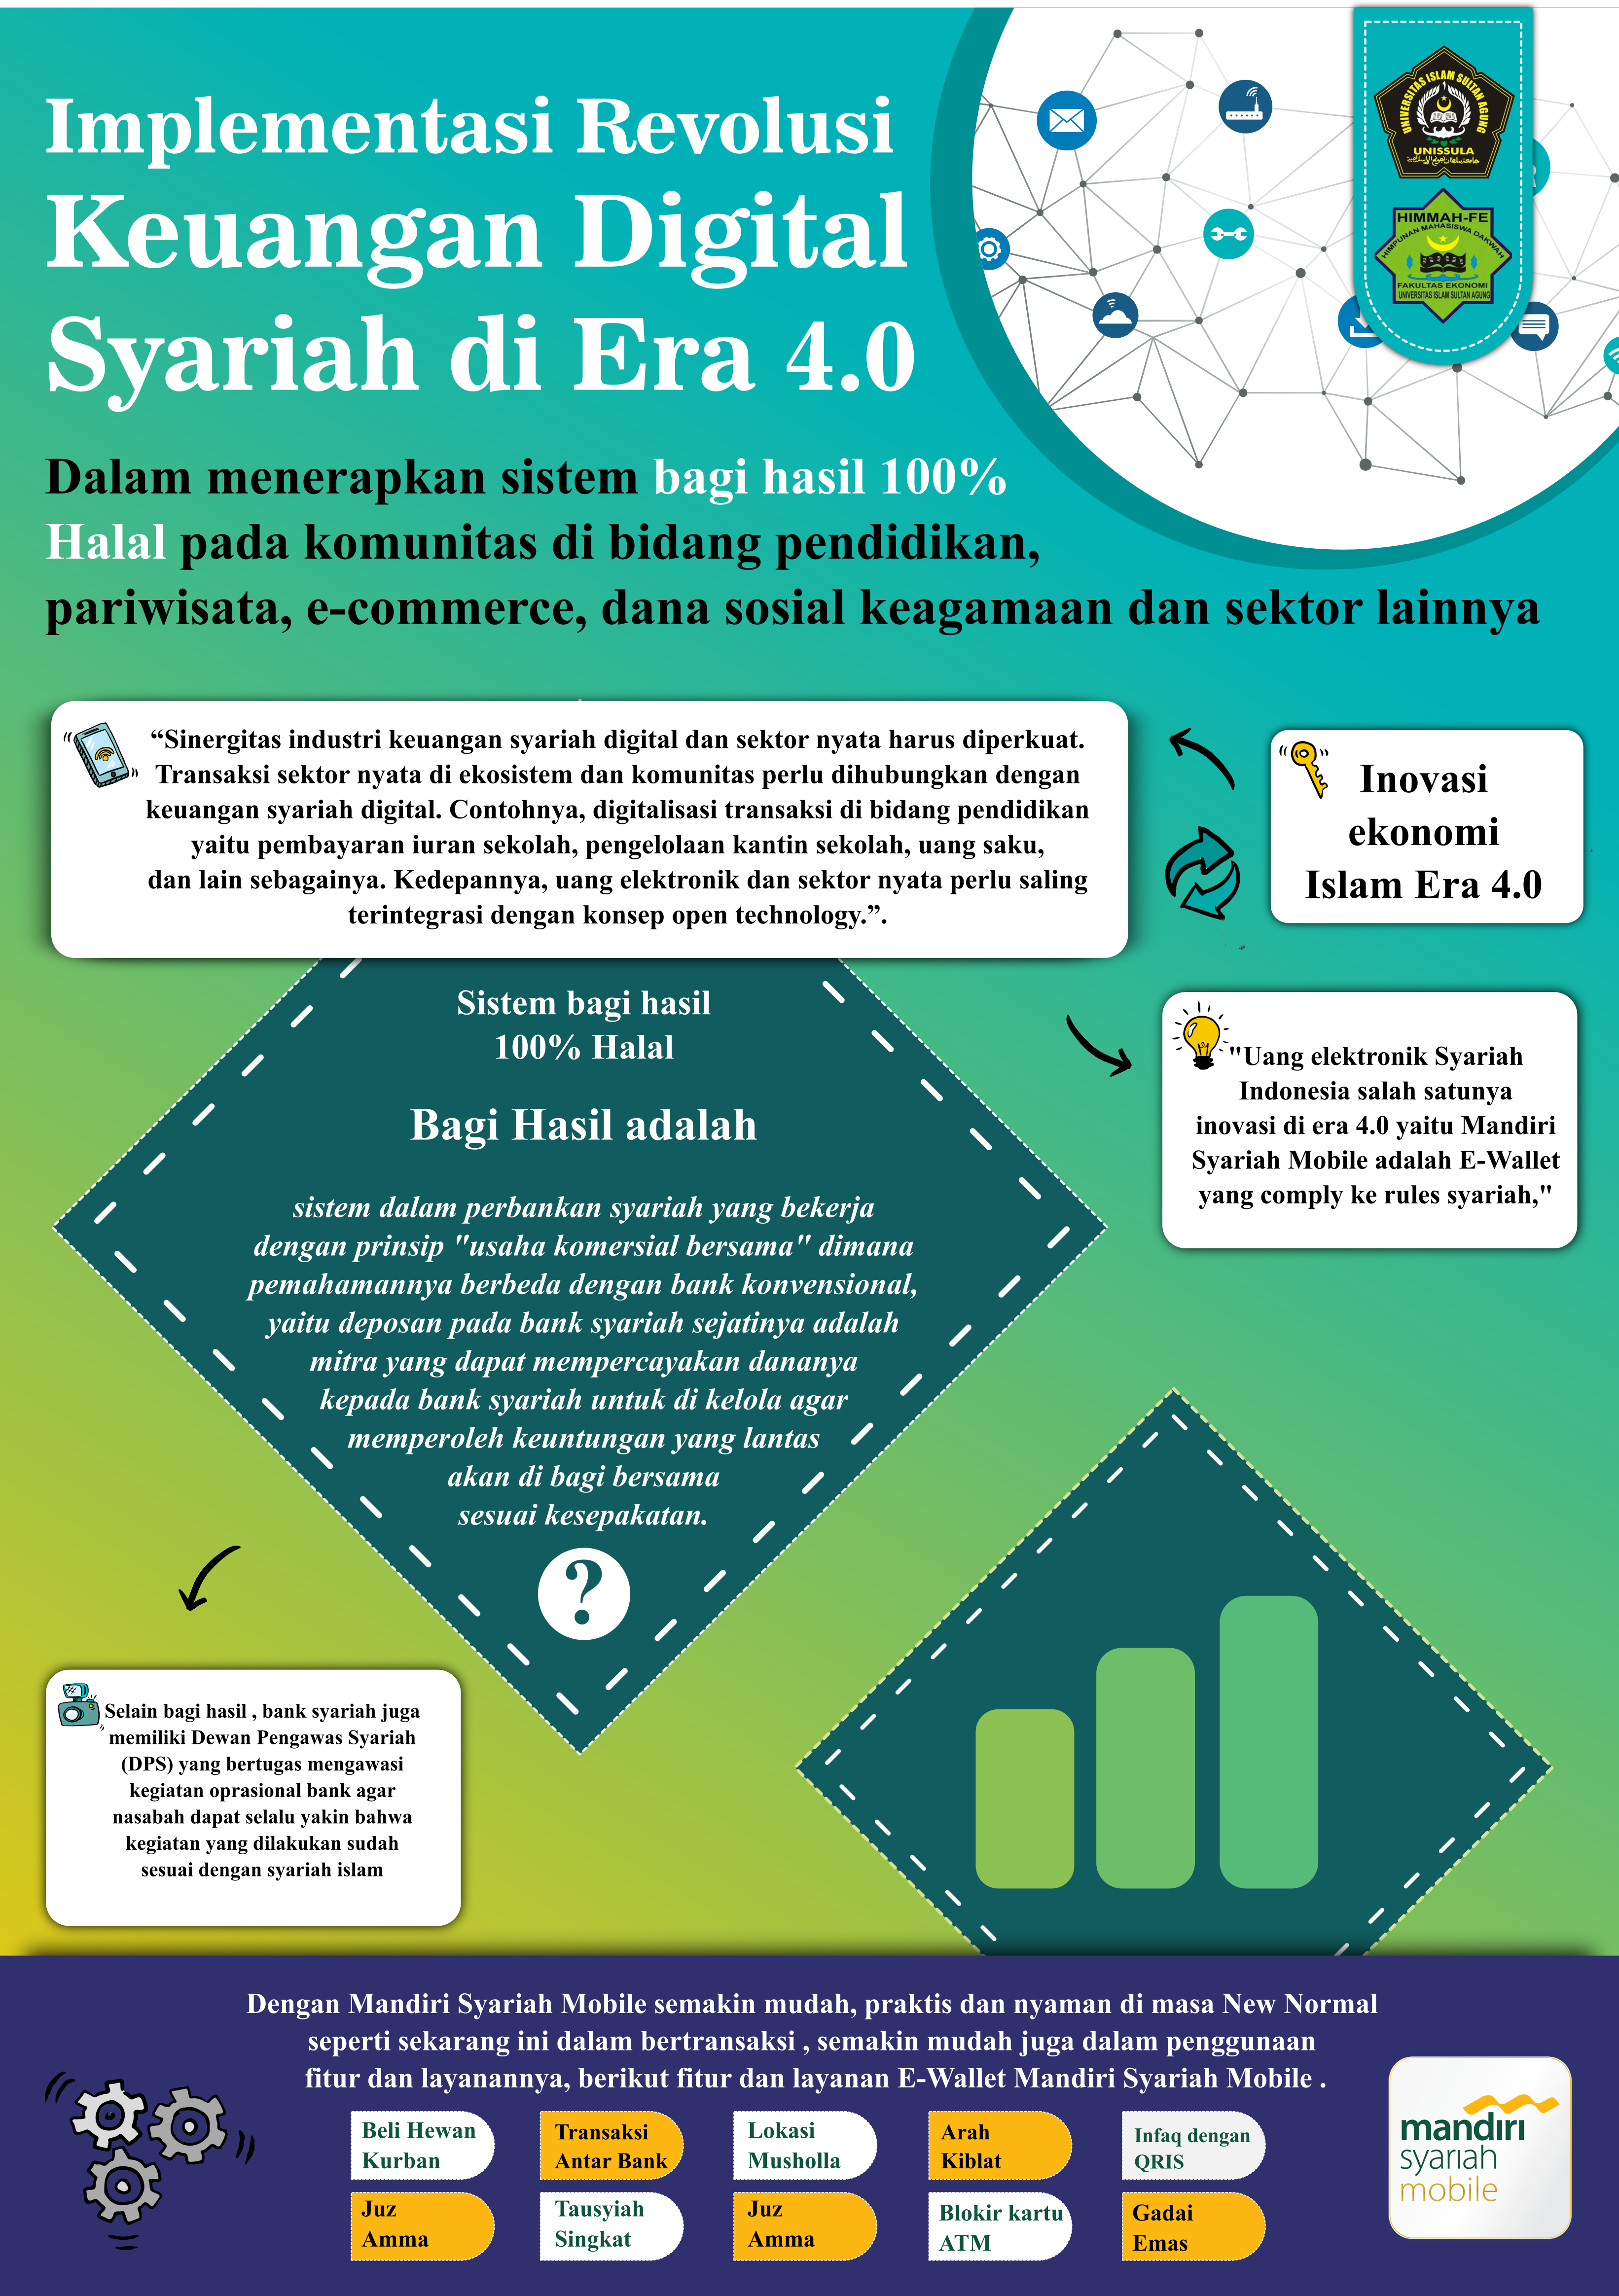 Implementasi Revolusi
Keuangan Digital
Syariah di Era 4.0
UNIVERSITAS ISLAM SULTAN AGUNG
UNISSULA
HIMMAH-FE
HIMPUNAN MAHASISWA DAKWAH
FAKULTAS EKONOMI
UNIVERSITAS ISLAM SULTAN AGUNG
Dalam menerapkan sistem bagi hasil 100%
Halal pada komunitas di bidang pendidikan,
pariwisata, e-commerce, dana sosial keagamaan dan sektor lainnya
“Sinergitas industri keuangan syariah digital dan sektor nyata harus diperkuat.
Transaksi sektor nyata di ekosistem dan komunitas perlu dihubungkan dengan
keuangan syariah digital. Contohnya, digitalisasi transaksi di bidang pendidikan
yaitu pembayaran iuran sekolah, pengelolaan kantin sekolah, uang saku,
dan lain sebagainya. Kedepannya, uang elektronik dan sektor nyata perlu saling
terintegrasi dengan konsep open technology.”.
Inovasi
ekonomi
Islam Era 4.0
Sistem bagi hasil
100% Halal
Bagi Hasil adalah
sistem dalam perbankan syariah yang bekerja
dengan prinsip "usaha komersial bersama" dimana
pemahamannya berbeda dengan bank konvensional,
yaitu deposan pada bank syariah sejatinya adalah
mitra yang dapat mempercayakan dananya
kepada bank syariah untuk di kelola agar
memperoleh keuntungan yang lantas
akan di bagi bersama
sesuai kesepakatan.
?
"Uang elektronik Syariah
Indonesia salah satunya
inovasi di era 4.0 yaitu Mandiri
Syariah Mobile adalah E-Wallet
yang comply ke rules syariah,"
Selain bagi hasil , bank syariah juga
memiliki Dewan Pengawas Syariah
(DPS) yang bertugas mengawasi
kegiatan oprasional bank agar
nasabah dapat selalu yakin bahwa
kegiatan yang dilakukan sudah
sesuai dengan syariah islam
Dengan Mandiri Syariah Mobile semakin mudah, praktis dan nyaman di masa New Normal
seperti sekarang ini dalam bertransaksi , semakin mudah juga dalam penggunaan
fitur dan layanannya, berikut fitur dan layanan E-Wallet Mandiri Syariah Mobile .
Beli Hewan
Kurban
Transaksi
Antar Bank
Lokasi
Musholla
Arah
Kiblat
Infaq dengan
QRIS
Juz
Amma
Tausyiah
Singkat
Juz
Amma
Blokir kartu
ATM
Gadai
Emas
mandiri
syariah
mobile